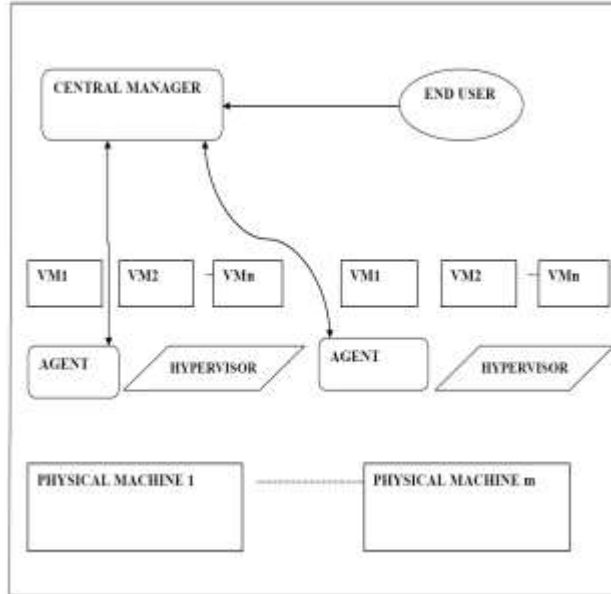 CENTRAL MANAGER
END USER
VM1
VM2
VMn
VM1
VM2
VMn
AGENT
HYPERVISOR
AGENT
HYPERVISOR
PHYSICAL MACHINE 1
PHYSICAL MACHINE m